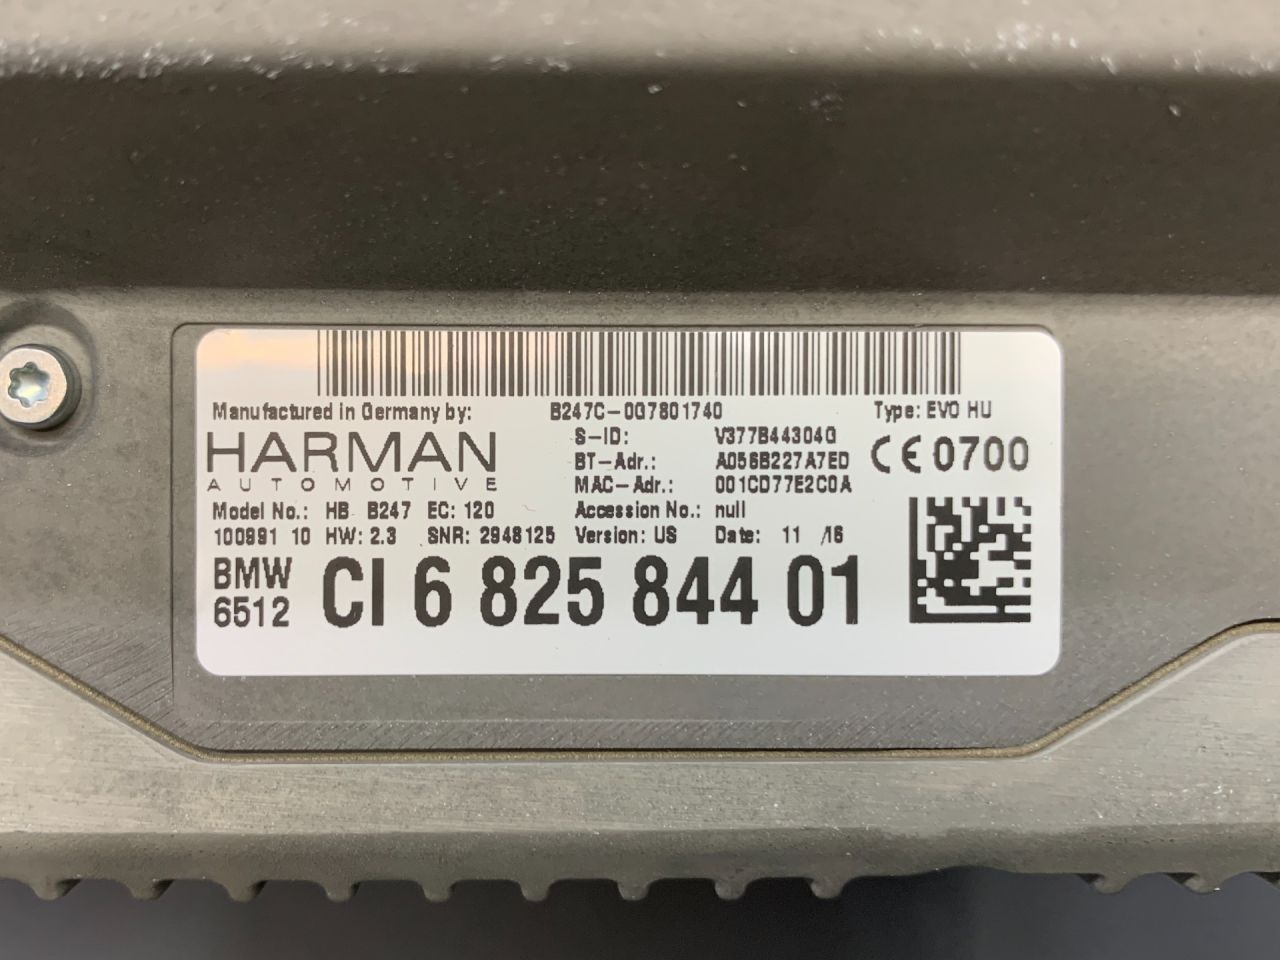 Manufactured in Germany by: B247C-0G7801740 Type: EVO HU
HARMAN S-ID: V377B44304G
AUTOMOTIVE BT-Adr.: A056B227A7ED CE 0700
MAC-Adr.: 001CD77E2C0A
Model No.: HB B247 EC: 120 Accession No.: null
100991 10 HW: 2.3 SNR: 2948125 Version: US Date: 11 /16
BMW
6512 CI 6 825 844 01